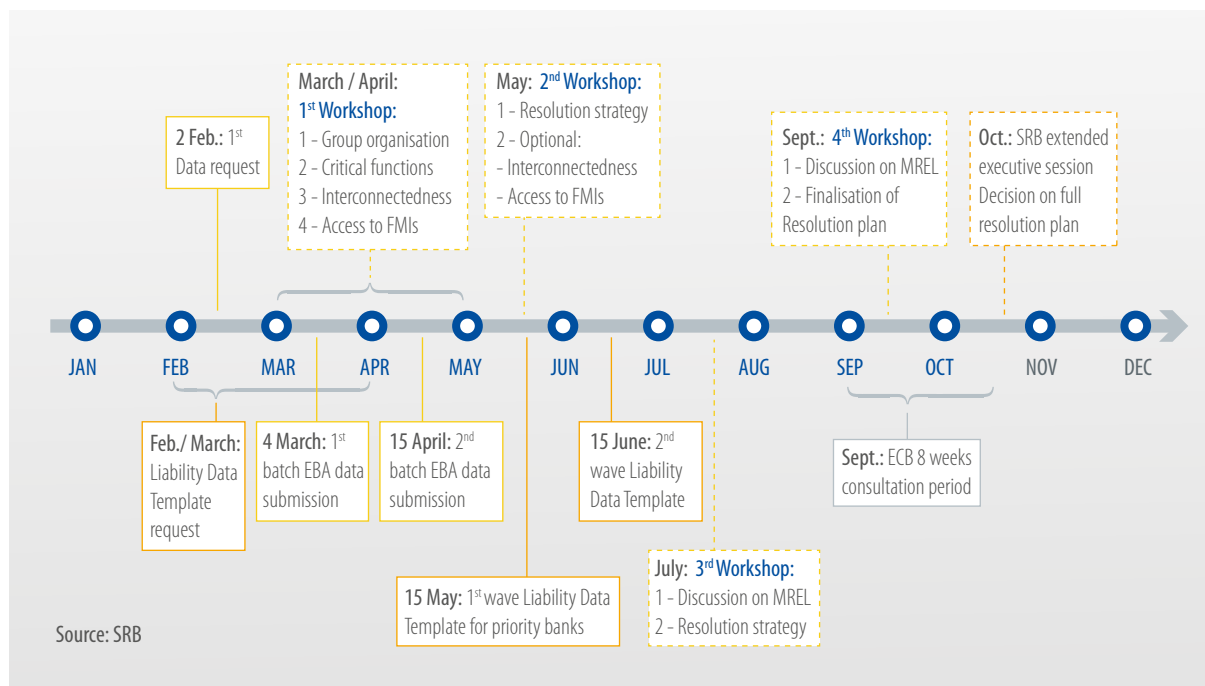 2 Feb.: 1st
Data request
March / April:
1st Workshop:
1 - Group organisation
2 - Critical functions
3 - Interconnectedness
4 - Access to FMIs
May: 2nd Workshop:
1 - Resolution strategy
2 - Optional:
- Interconnectedness
- Access to FMIs
Sept.: 4th Workshop:
1 - Discussion on MREL
2 - Finalisation of
Resolution plan
Oct.: SRB extended
executive session
Decision on full
resolution plan
JAN FEB MAR APR MAY JUN JUL AUG SEP OCT NOV DEC
Feb./ March:
Liability Data
Template
request
4 March: 1st
batch EBA data
submission
15 April: 2nd
batch EBA data
submission
15 June: 2nd
wave Liability
Data Template
Sept.: ECB 8 weeks
consultation period
15 May: 1st wave Liability Data
Template for priority banks
July: 3rd Workshop:
1 - Discussion on MREL
2 - Resolution strategy
Source: SRB